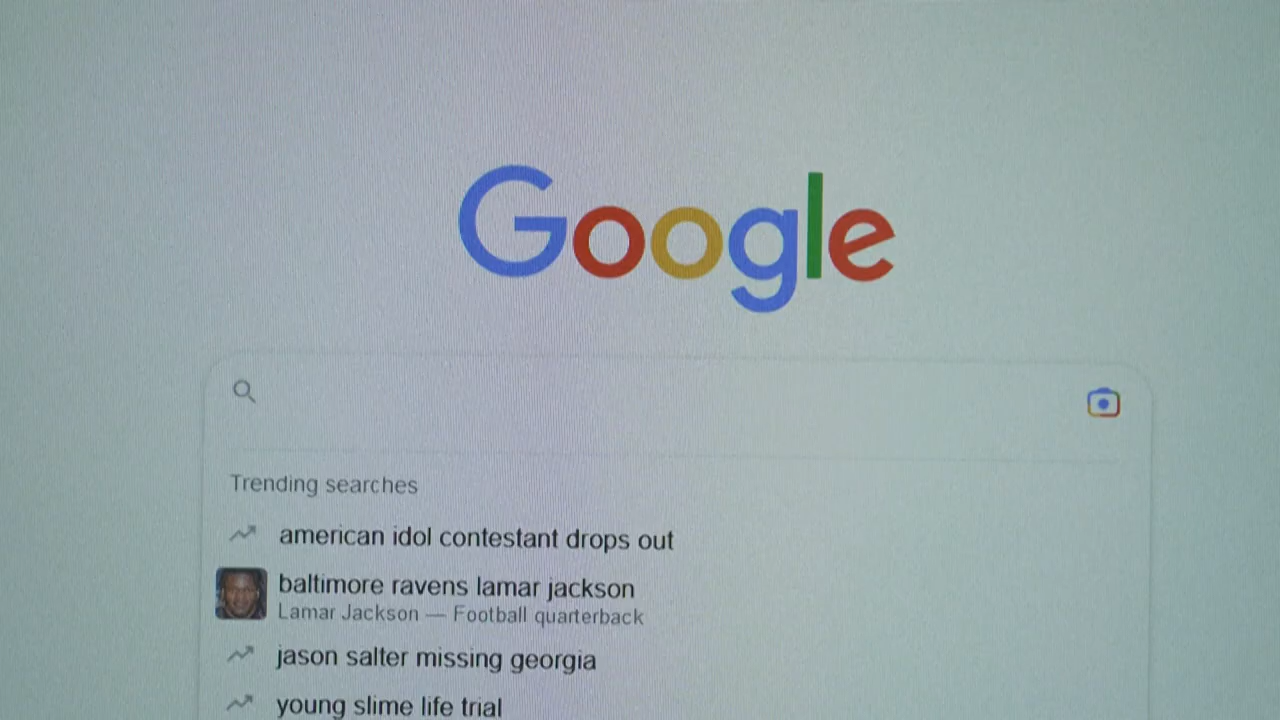 Google
Trending searches
american idol contestant drops out
baltimore ravens lamar jackson
Lamar Jackson — Football quarterback
jason salter missing georgia
young slime life trial